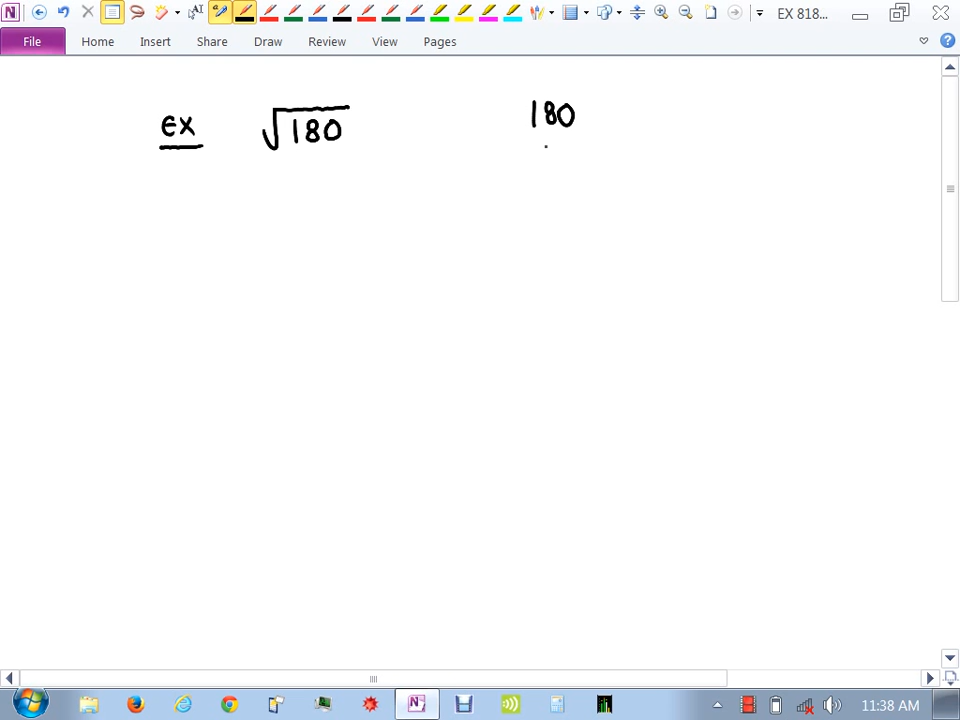 EX 818...
File Home Insert Share Draw Review View Pages
ex √180 180
11:38 AM